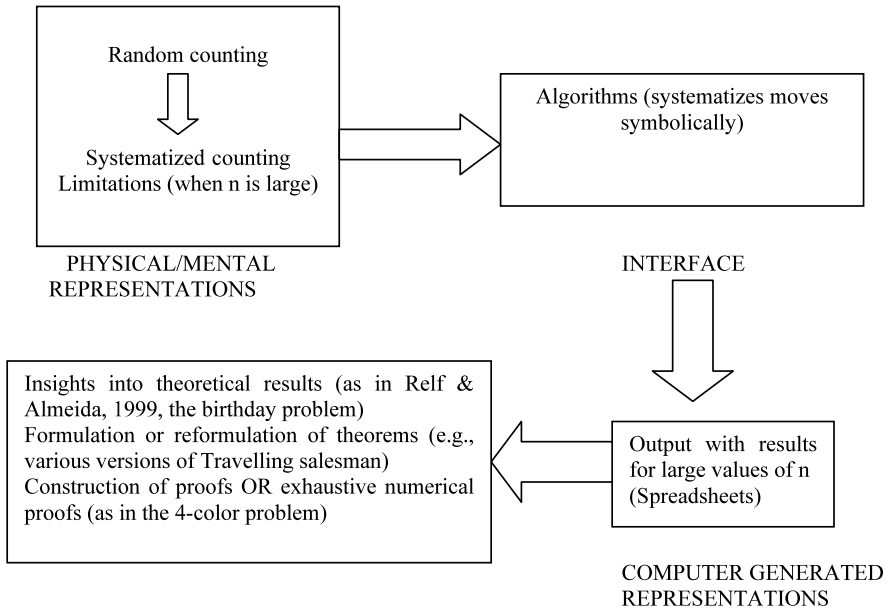 Random counting
Systematized counting
Limitations (when n is large)
PHYSICAL/MENTAL
REPRESENTATIONS
Algorithms (systematizes moves
symbolically)
INTERFACE
Output with results
for large values of n
(Spreadsheets)
COMPUTER GENERATED
REPRESENTATIONS
Insights into theoretical results (as in Relf &
Almeida, 1999, the birthday problem)
Formulation or reformulation of theorems (e.g.,
various versions of Travelling salesman)
Construction of proofs OR exhaustive numerical
proofs (as in the 4-color problem)